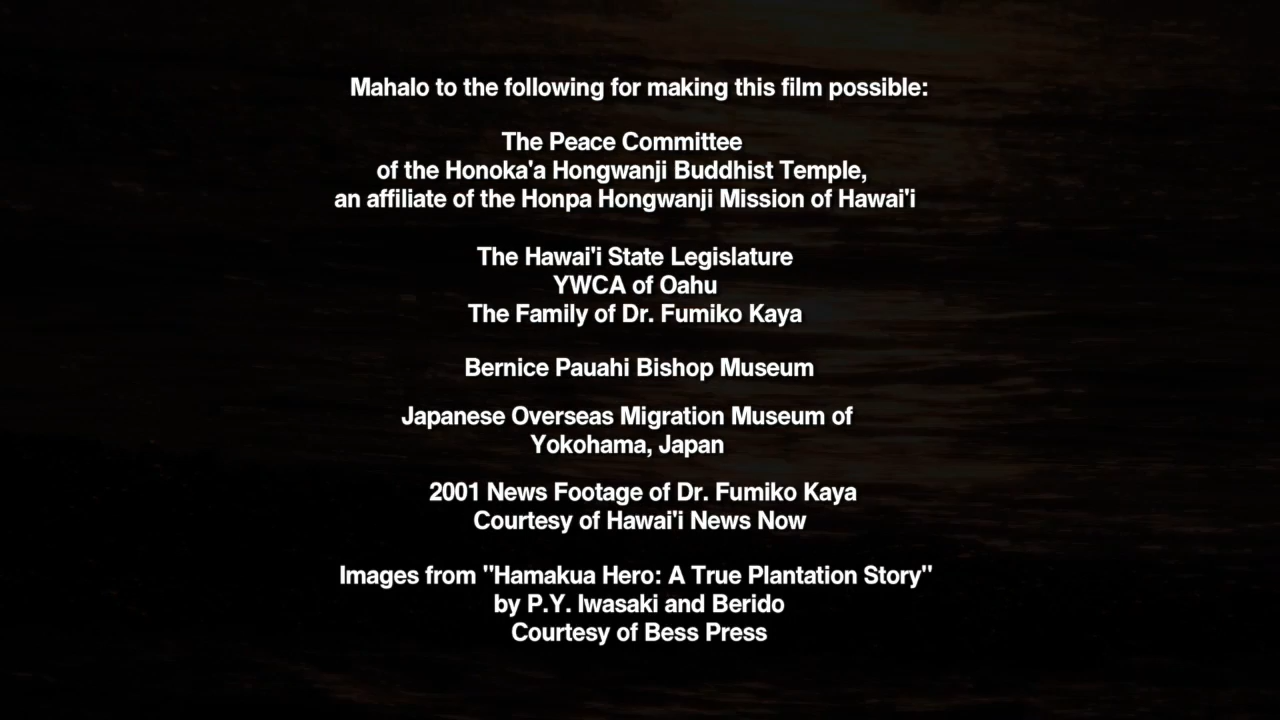 Mahalo to the following for making this film possible:
The Peace Committee
of the Honoka'a Hongwanji Buddhist Temple,
an affiliate of the Honpa Hongwanji Mission of Hawai'i
The Hawai'i State Legislature
YWCA of Oahu
The Family of Dr. Fumiko Kaya
Bernice Pauahi Bishop Museum
Japanese Overseas Migration Museum of
Yokohama, Japan
2001 News Footage of Dr. Fumiko Kaya
Courtesy of Hawai'i News Now
Images from "Hamakua Hero: A True Plantation Story"
by P.Y. Iwasaki and Berido
Courtesy of Bess Press